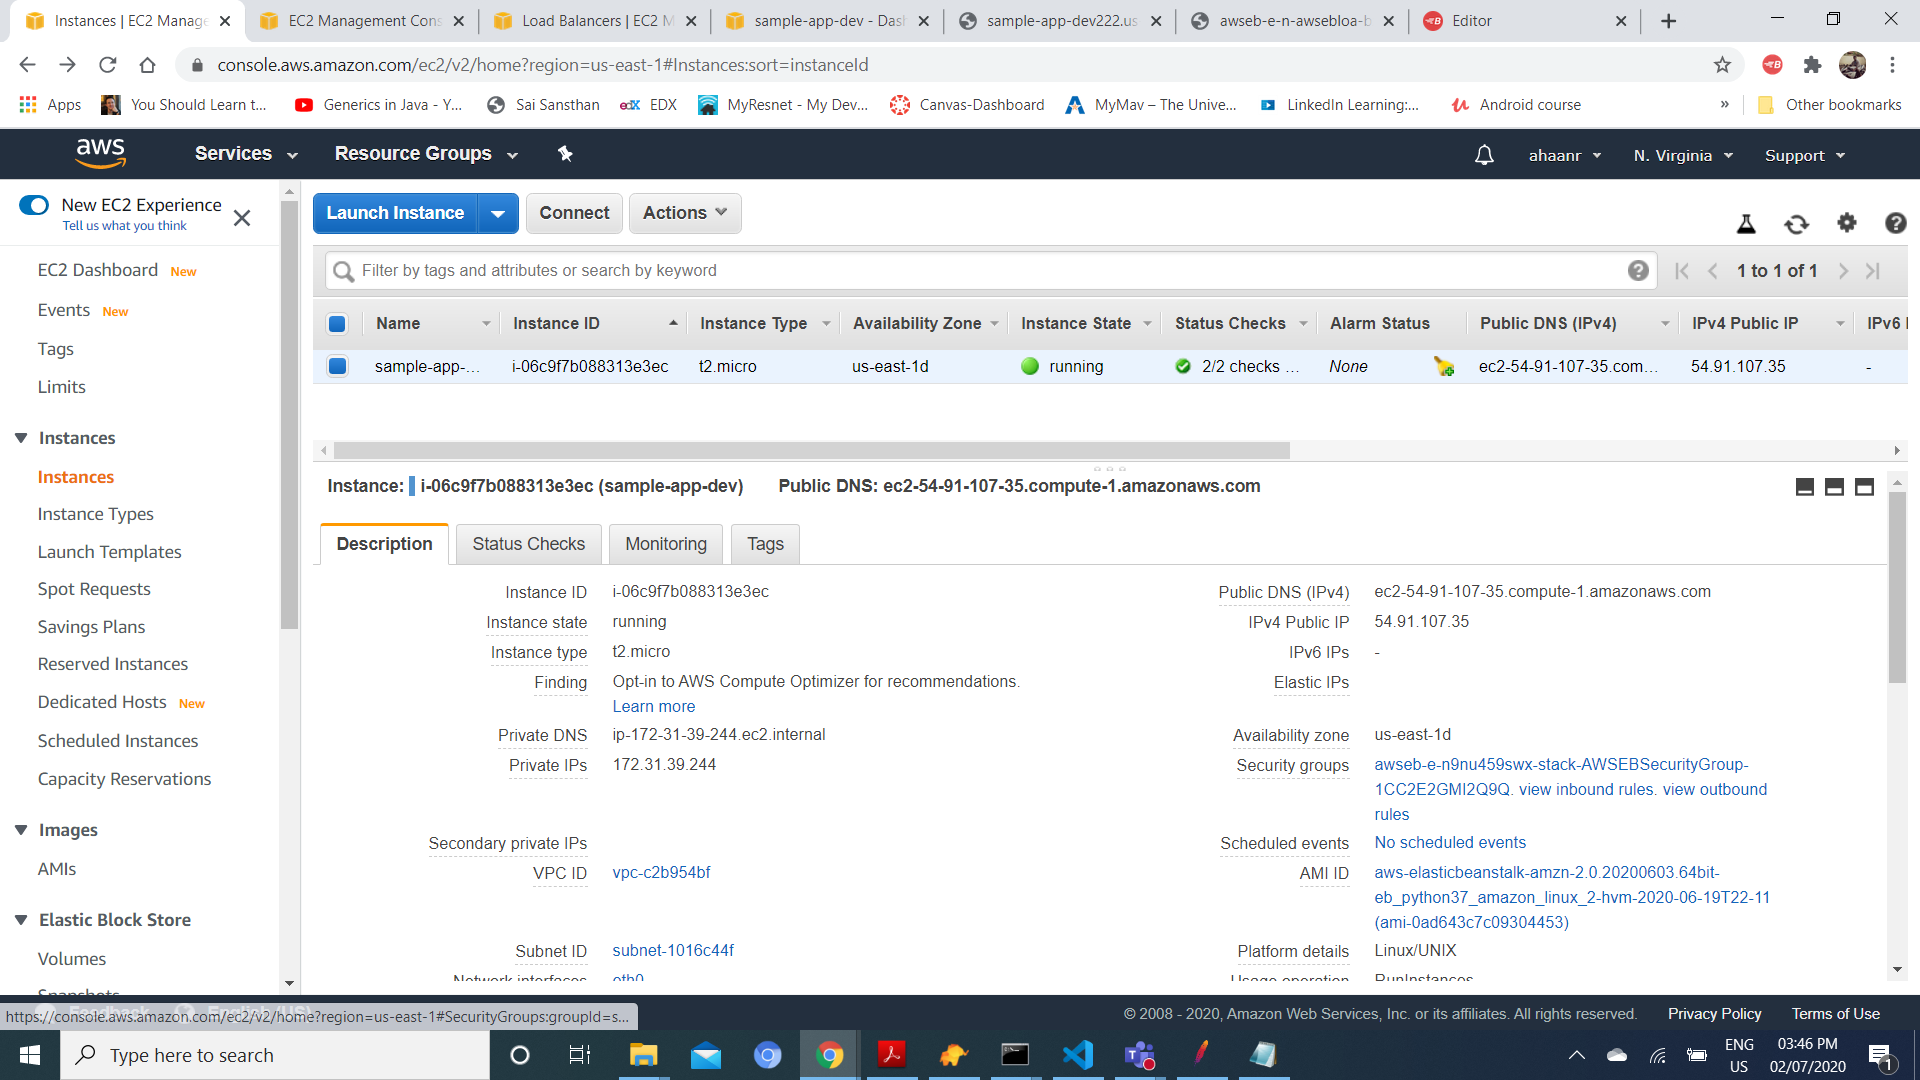 Instances | EC2 Manage
EC2 Management Cons
Load Balancers | EC2 M
sample-app-dev - Dash
sample-app-dev222.us
awseb-e-n-awsebloa-b
Editor
console.aws.amazon.com/ec2/v2/home?region=us-east-1#Instances:sort=instanceId
Apps
You Should Learn t...
Generics in Java - Y...
Sai Sansthan
edX EDX
MyResnet - My Dev...
Canvas-Dashboard
MyMav – The Unive...
LinkedIn Learning:...
Android course
»
Other bookmarks
aws
Services
Resource Groups
ahaanr
N. Virginia
Support
New EC2 Experience
Tell us what you think
EC2 Dashboard New
Events New
Tags
Limits
Instances
Instances
Instance Types
Launch Templates
Spot Requests
Savings Plans
Reserved Instances
Dedicated Hosts New
Scheduled Instances
Capacity Reservations
Images
AMIs
Elastic Block Store
Volumes
Snapshots
Launch Instance
Connect
Actions
Filter by tags and attributes or search by keyword
1 to 1 of 1
Name Instance ID Instance Type Availability Zone Instance State Status Checks Alarm Status Public DNS (IPv4) IPv4 Public IP IPv6 I
sample-app-... i-06c9f7b088313e3ec t2.micro us-east-1d running 2/2 checks ... None ec2-54-91-107-35.com... 54.91.107.35 -
Instance: i-06c9f7b088313e3ec (sample-app-dev) Public DNS: ec2-54-91-107-35.compute-1.amazonaws.com
Description
Status Checks
Monitoring
Tags
Instance ID i-06c9f7b088313e3ec
Instance state running
Instance type t2.micro
Finding Opt-in to AWS Compute Optimizer for recommendations.
Learn more
Private DNS ip-172-31-39-244.ec2.internal
Private IPs 172.31.39.244
Secondary private IPs
VPC ID vpc-c2b954bf
Subnet ID subnet-1016c44f
Network interfaces eth0
Public DNS (IPv4) ec2-54-91-107-35.compute-1.amazonaws.com
IPv4 Public IP 54.91.107.35
IPv6 IPs -
Elastic IPs
Availability zone us-east-1d
Security groups awseb-e-n9nu459swx-stack-AWSEBSecurityGroup-
1CC2E2GMI2Q9Q. view inbound rules. view outbound
rules
Scheduled events No scheduled events
AMI ID aws-elasticbeanstalk-amzn-2.0.20200603.64bit-
eb_python37_amazon_linux_2-hvm-2020-06-19T22-11
(ami-0ad643c7c09304453)
Platform details Linux/UNIX
Usage operation RunInstances
Feedback English (US)
https://console.aws.amazon.com/ec2/v2/home?region=us-east-1#SecurityGroups:groupId=s...
© 2008 - 2020, Amazon Web Services, Inc. or its affiliates. All rights reserved.
Privacy Policy
Terms of Use
Type here to search
ENG
US
03:46 PM
02/07/2020
1